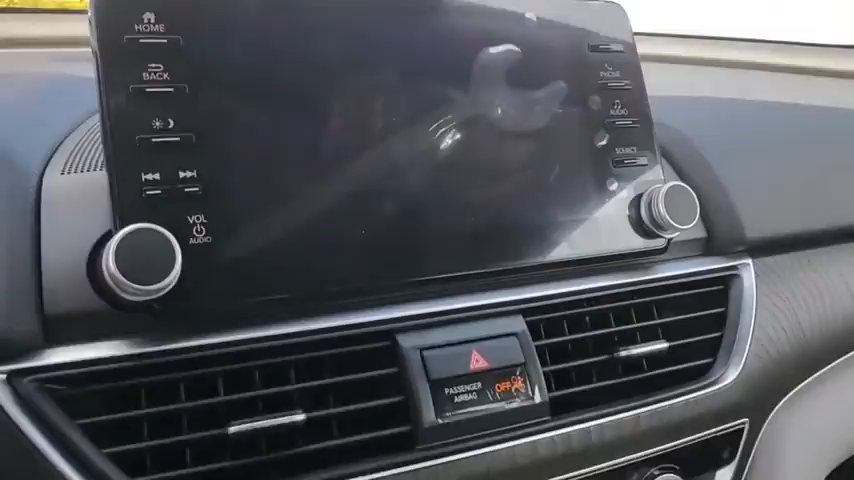 HOME
BACK
VOL
AUDIO
PHONE
AUDIO
SOURCE
PASSENGER
AIRBAG
OFF